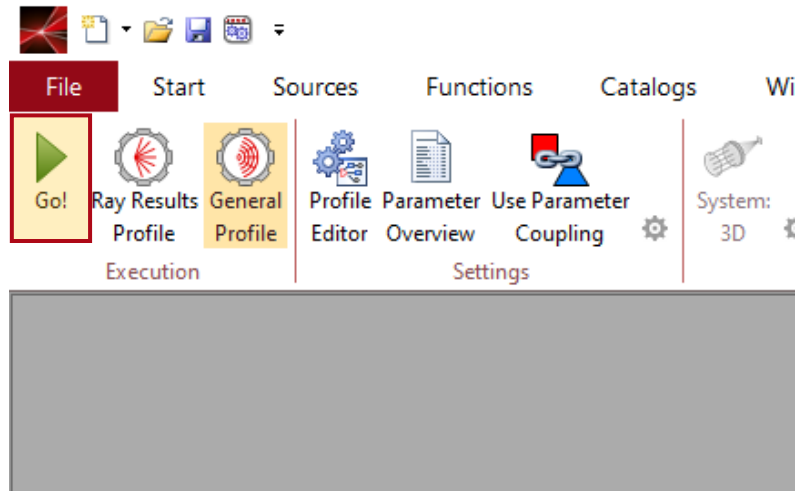 File Start Sources Functions Catalogs Wi
Go! Ray Results General Profile Parameter Use Parameter System:
Profile Profile Editor Overview Coupling 3D
Execution Settings